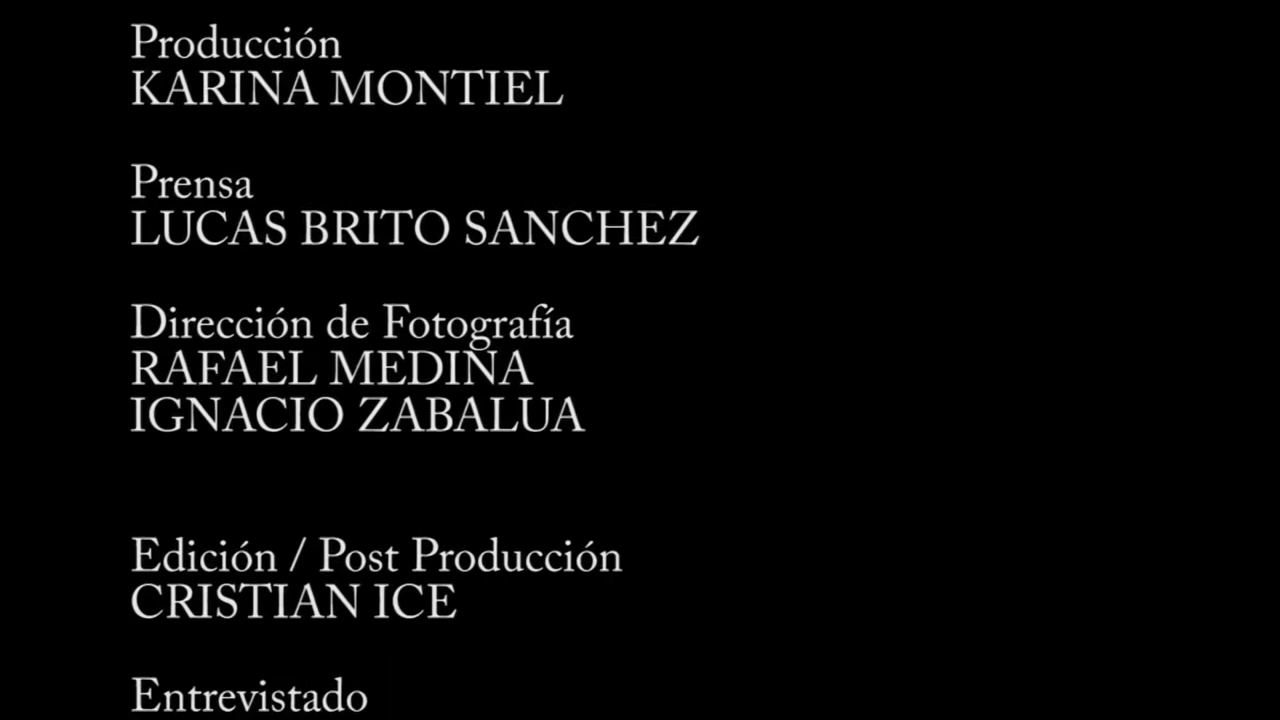 Producción
KARINA MONTIEL
Prensa
LUCAS BRITO SANCHEZ
Dirección de Fotografía
RAFAEL MEDINA
IGNACIO ZABALUA
Edición / Post Producción
CRISTIAN ICE
Entrevistado